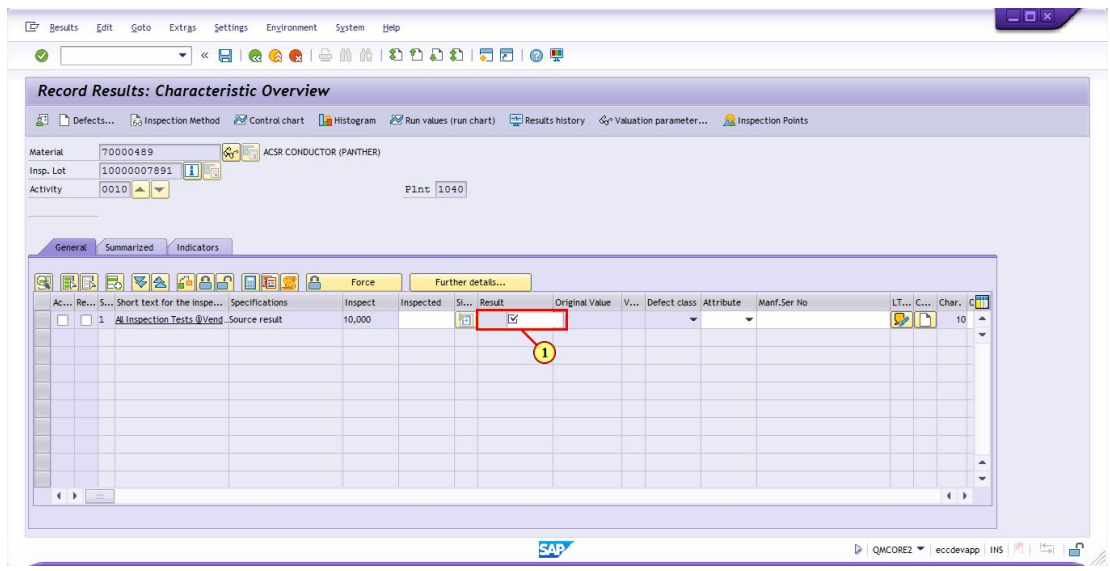 Results Edit Goto Extras Settings Environment System Help
Record Results: Characteristic Overview
Defects... Inspection Method Control chart Histogram Run values (run chart) Results history Valuation parameter... Inspection Points
Material 70000489 ACSR CONDUCTOR (PANTHER)
Insp. Lot 10000007891
Activity 0010 Plnt 1040
General Summarized Indicators
Force Further details...
Ac... Re... S... Short text for the inspe... Specifications Inspect Inspected Si... Result Original Value V... Defect class Attribute Manf.Ser No LT... C... Char. C
1 All Inspection Tests @Vend.. Source result 10,000 10
1
SAP QMCORE2 eccdevapp INS